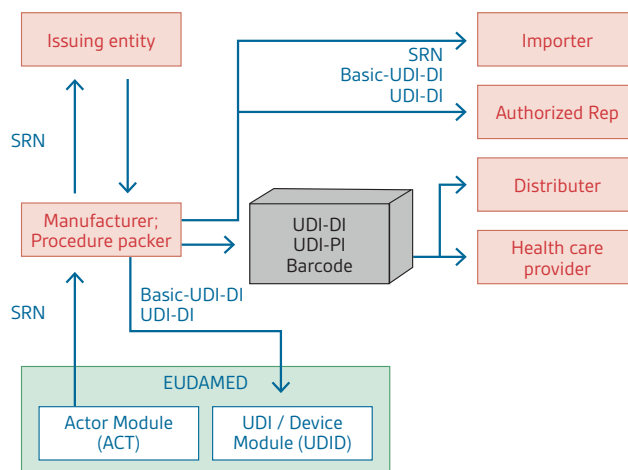 Issuing entity
Importer
SRN
Basic-UDI-DI
UDI-DI
Authorized Rep
SRN
Distributer
Manufacturer;
Procedure packer
UDI-DI
UDI-PI
Barcode
Health care
provider
Basic-UDI-DI
UDI-DI
SRN
EUDAMED
Actor Module
(ACT)
UDI / Device
Module (UDID)